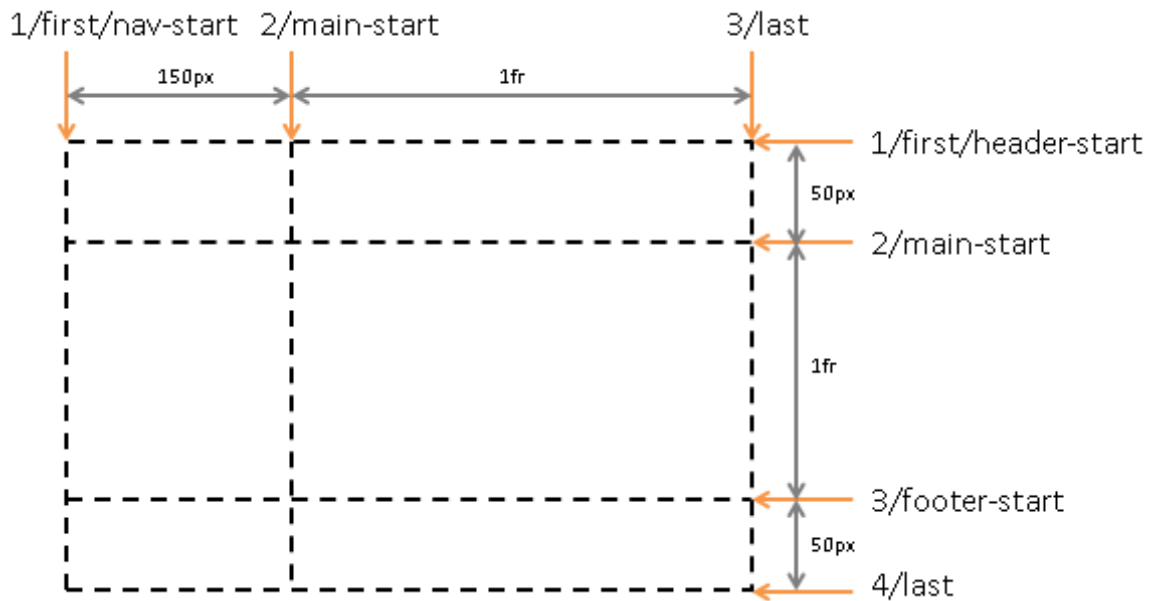 1/first/nav-start 2/main-start 3/last
150px 1fr
1/first/header-start
50px
2/main-start
1fr
3/footer-start
50px
4/last